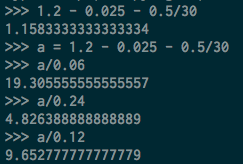 >>> 1.2 - 0.025 - 0.5/30
1.1583333333333334
>>> a = 1.2 - 0.025 - 0.5/30
>>> a/0.06
19.305555555555557
>>> a/0.24
4.826388888888889
>>> a/0.12
9.652777777777779